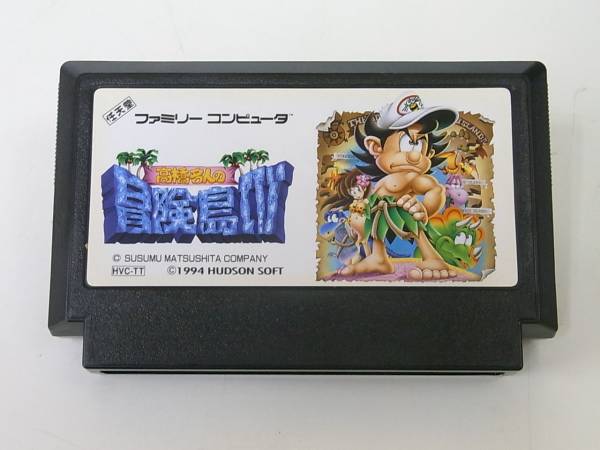 任天堂
ファミリー コンピュータ
高橋名人の
冒険島IV
© SUSUMU MATSUSHITA COMPANY
HVC-TT
©1994 HUDSON SOFT